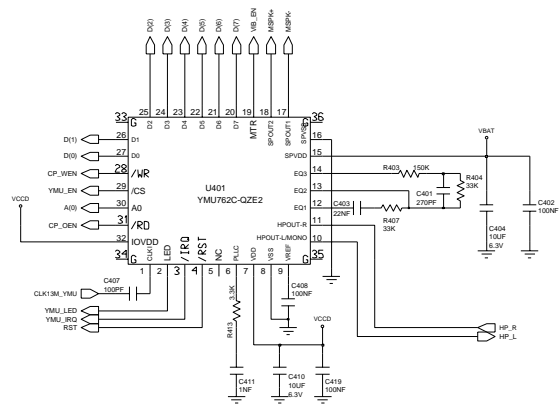 D(2)
D(3)
D(4)
D(5)
D(6)
D(7)
VIB_EN
MSPK+
MSPK-
33
25
24
23
22
21
20
19
18
17
36
G
D2
D3
D4
D5
D6
D7
MTR
SPOUT2
SPOUT1
SPVSS
G
D(1)
26
D1
16
D(0)
27
D0
SPVDD
15
VBAT
CP_WEN
28
/WR
EQ3
14
R403
150K
YMU_EN
29
/CS
U401
YMU762C-QZE2
EQ2
13
C401
270PF
R404
33K
C402
100NF
A(0)
30
A0
EQ1
12
C403
22NF
R407
33K
VCCD
CP_OEN
31
/RD
HPOUT-R
11
C404
10UF
6.3V
32
IOVDD
HPOUT-L/MONO
10
34
G
CLKI
LED
/IRQ
/RST
NC
PLLC
VDD
VSS
VREF
G
35
C407
100PF
1
2
3
4
5
6
7
8
9
CLK13M_YMU
3.3K
R413
C408
100NF
YMU_LED
YMU_IRQ
RST
VCCD
HP_R
HP_L
C411
1NF
C410
10UF
6.3V
C419
100NF